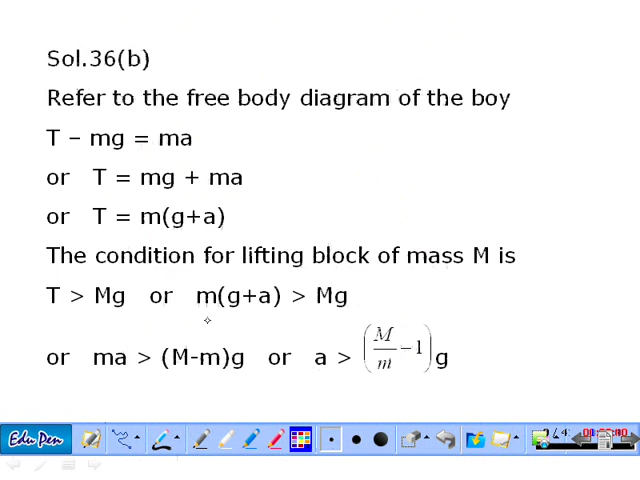 Sol.36(b)
Refer to the free body diagram of the boy
T – mg = ma
or T = mg + ma
or T = m(g+a)
The condition for lifting block of mass M is
T > Mg or m(g+a) > Mg
or ma > (M-m)g or a > (M/m − 1) g
Edu Pen